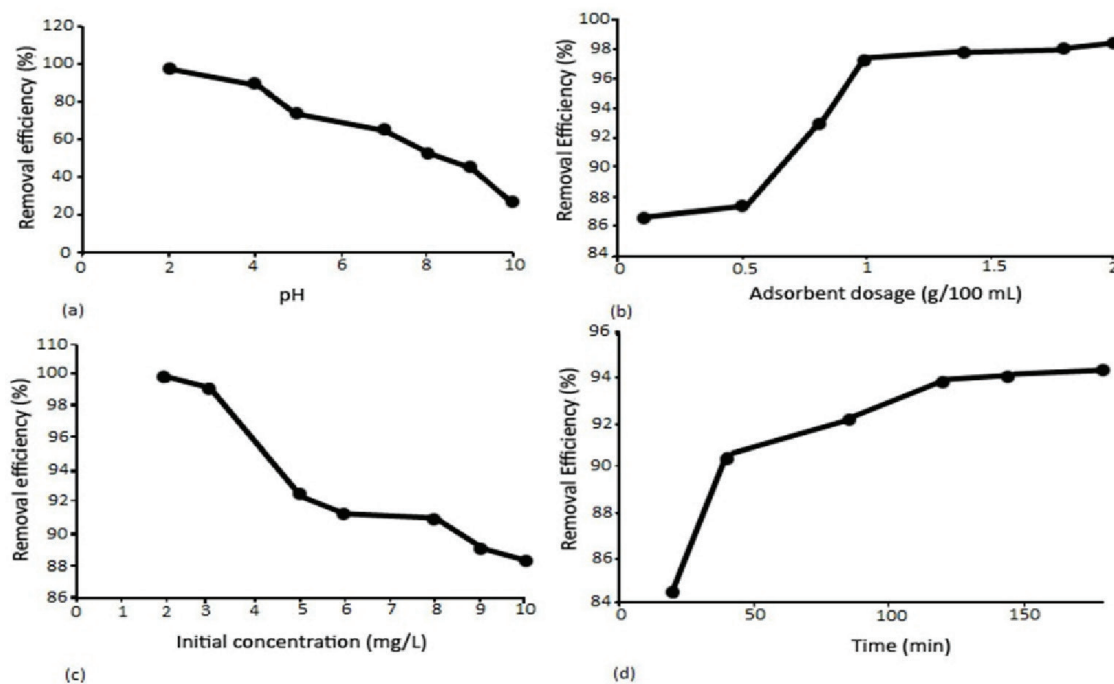 120
100
80
60
40
20
0
Removal efficiency (%)
0 2 4 6 8 10
pH
(a)
100
98
96
94
92
90
88
86
84
Removal Efficiency (%)
0 0.5 1 1.5 2
Adsorbent dosage (g/100 mL)
(b)
110
100
98
96
94
92
90
88
86
Removal efficiency (%)
0 1 2 3 4 5 6 7 8 9 10
Initial concentration (mg/L)
(c)
96
94
92
90
88
86
84
Removal Efficiency (%)
0 50 100 150
Time (min)
(d)